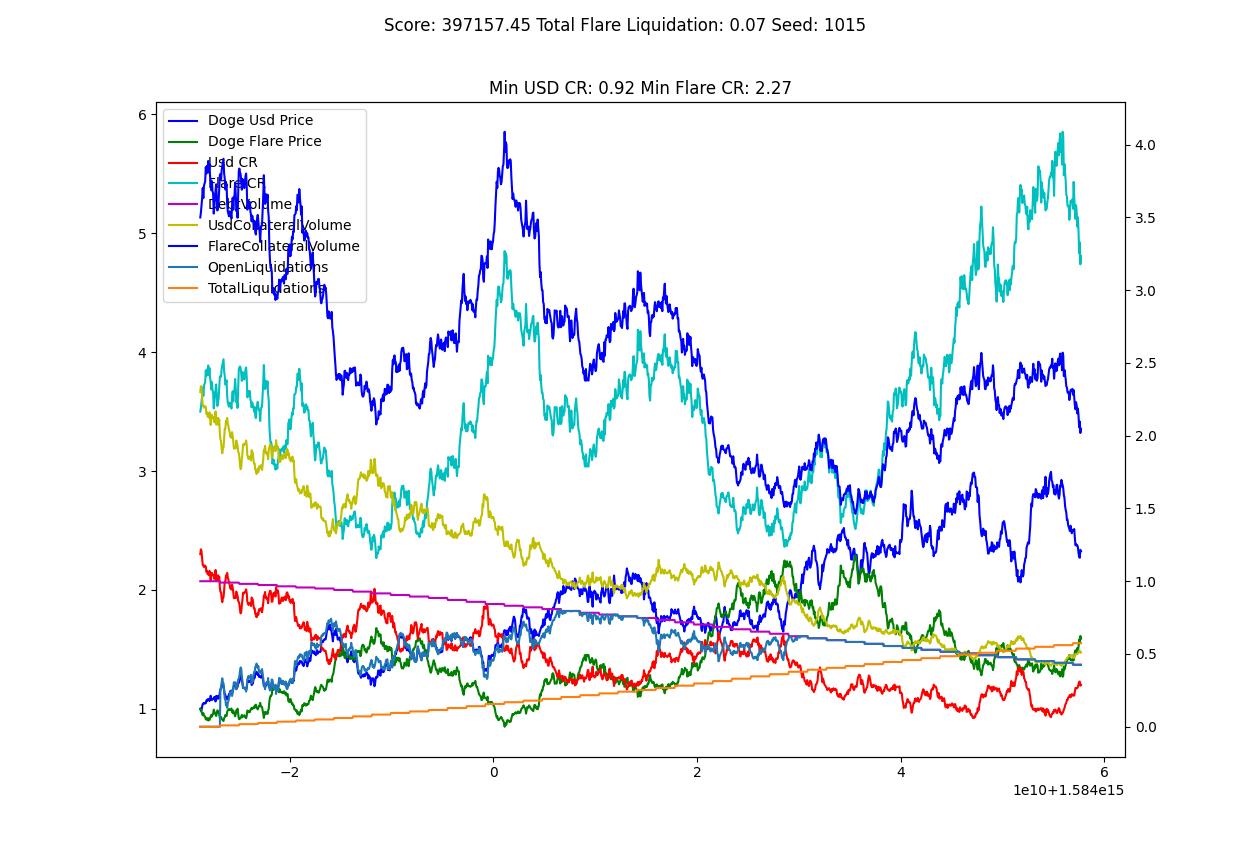 Score: 397157.45 Total Flare Liquidation: 0.07 Seed: 1015
Min USD CR: 0.92 Min Flare CR: 2.27
Doge Usd Price
Doge Flare Price
Usd CR
Flare CR
DebtVolume
UsdCollateralVolume
FlareCollateralVolume
OpenLiquidations
TotalLiquidations
6
5
4
3
2
1
4.0
3.5
3.0
2.5
2.0
1.5
1.0
0.5
0.0
−2
0
2
4
6
1e10+1.584e15